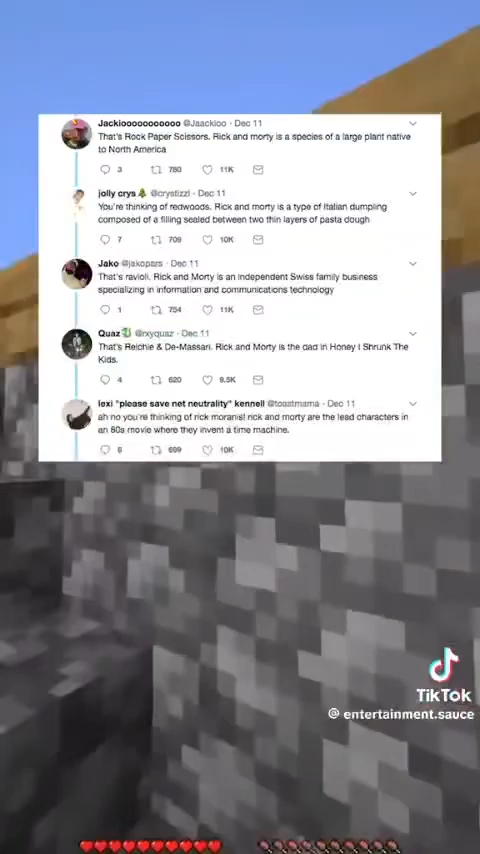 Jackiooooooooooo @Jaackioo · Dec 11
That's Rock Paper Scissors. Rick and morty is a species of a large plant native
to North America
3 780 11K
jolly crys @crystizzl · Dec 11
You're thinking of redwoods. Rick and morty is a type of Italian dumpling
composed of a filling sealed between two thin layers of pasta dough
7 709 10K
Jako @jakopars · Dec 11
That's ravioli. Rick and Morty is an independent Swiss family business
specializing in information and communications technology
1 754 11K
Quaz @rxyquaz · Dec 11
That's Reichle & De-Massari. Rick and Morty is the dad in Honey I Shrunk The
Kids.
4 620 9.5K
lexi "please save net neutrality" kennell @toastmama · Dec 11
ah no you're thinking of rick moranis! rick and morty are the lead characters in
an 80s movie where they invent a time machine.
6 699 10K
TikTok
@ entertainment.sauce